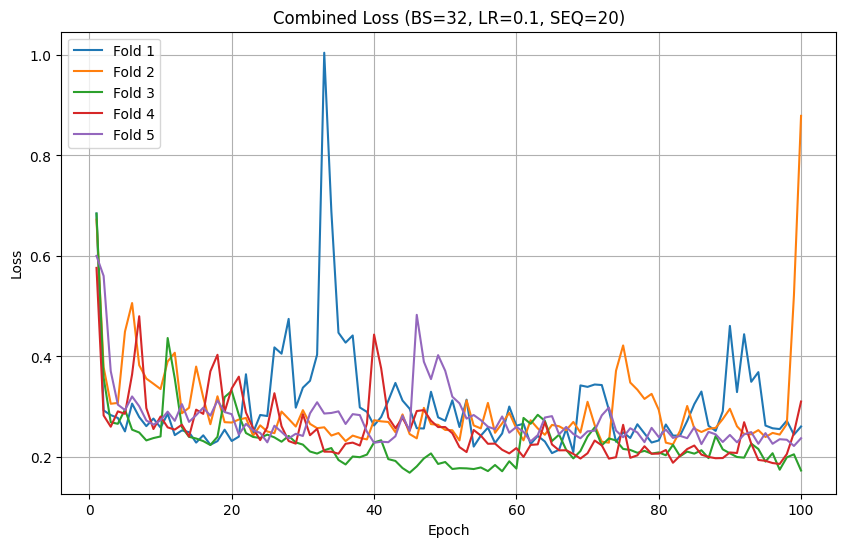 Combined Loss (BS=32, LR=0.1, SEQ=20)
Fold 1
Fold 2
Fold 3
Fold 4
Fold 5
Loss
1.0
0.8
0.6
0.4
0.2
0 20 40 60 80 100
Epoch